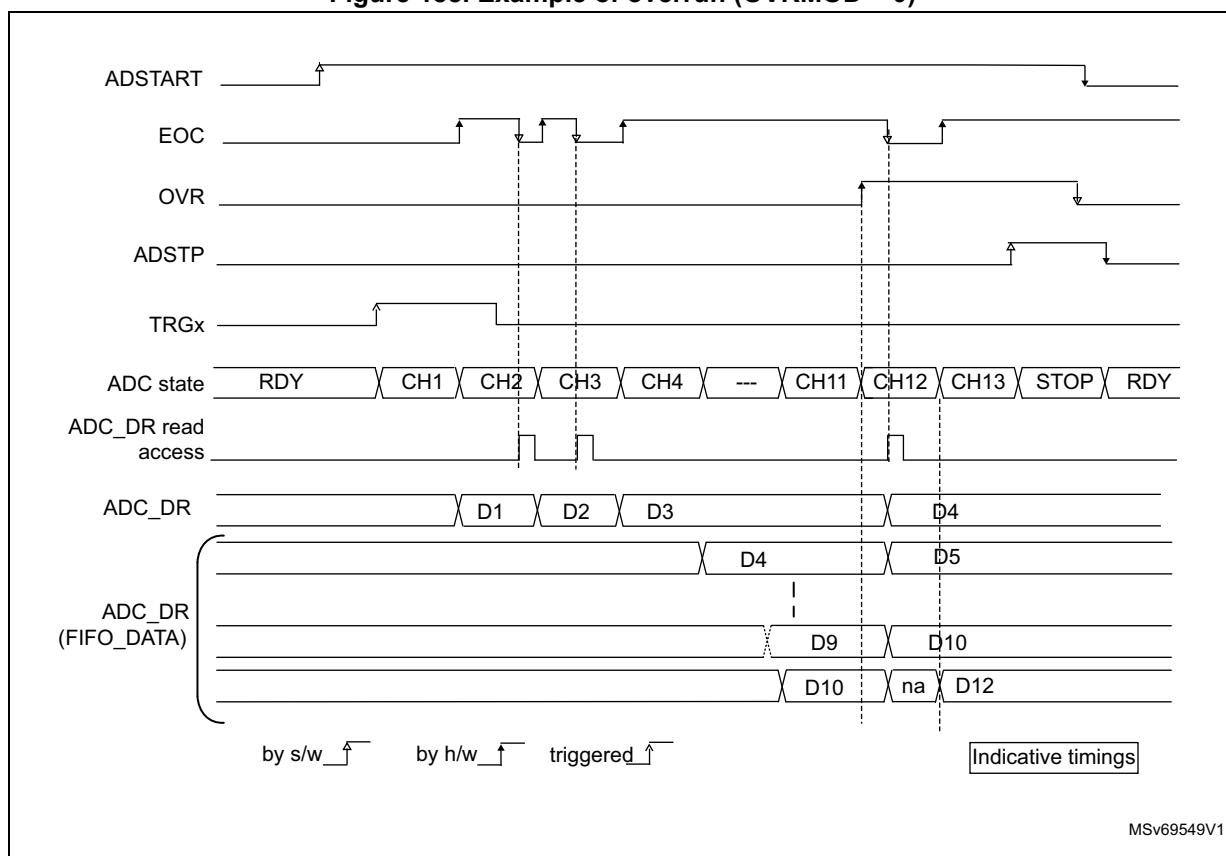 ADSTART
EOC
OVR
ADSTP
TRGx
ADC state RDY CH1 CH2 CH3 CH4 --- CH11 CH12 CH13 STOP RDY
ADC_DR read
access
ADC_DR D1 D2 D3 D4
D4 D5
ADC_DR
(FIFO_DATA)
D9 D10
D10 na D12
by s/w by h/w triggered Indicative timings
MSv69549V1